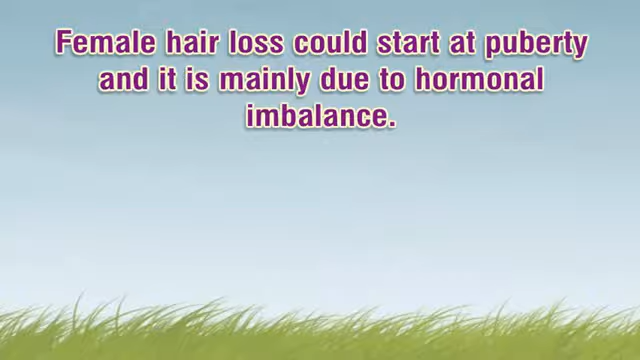 Female hair loss could start at puberty
and it is mainly due to hormonal
imbalance.